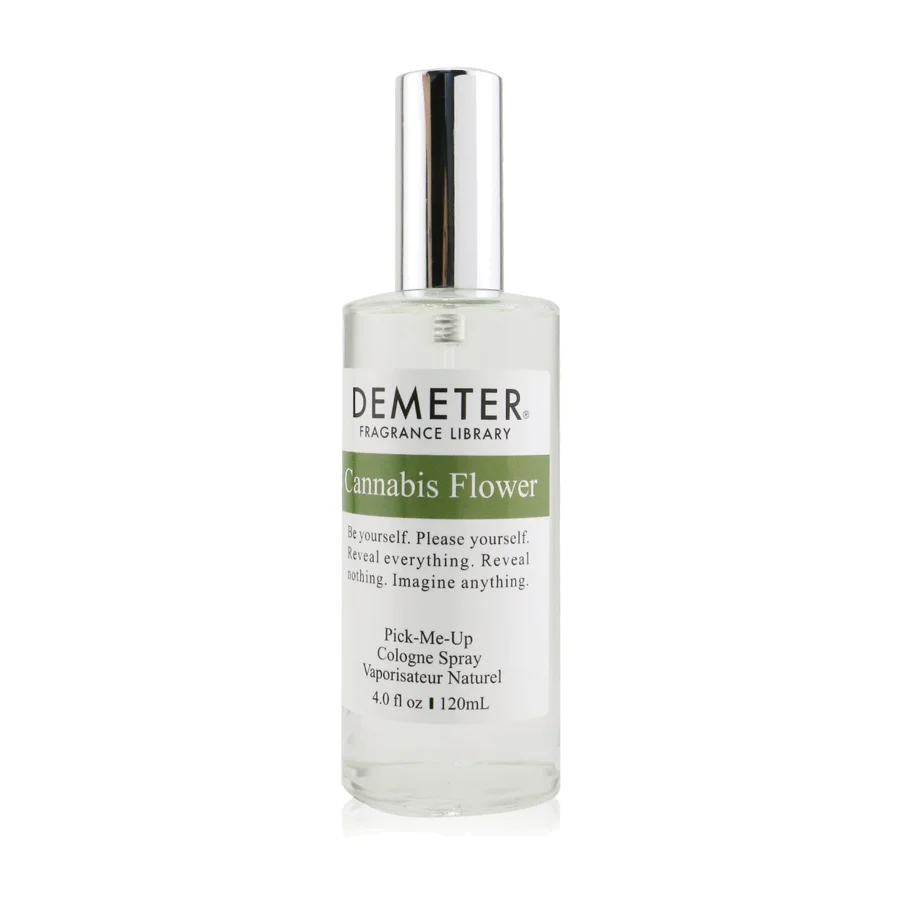 DEMETER®
FRAGRANCE LIBRARY
Cannabis Flower
Be yourself. Please yourself.
Reveal everything. Reveal
nothing. Imagine anything.
Pick-Me-Up
Cologne Spray
Vaporisateur Naturel
4.0 fl oz ▮ 120mL